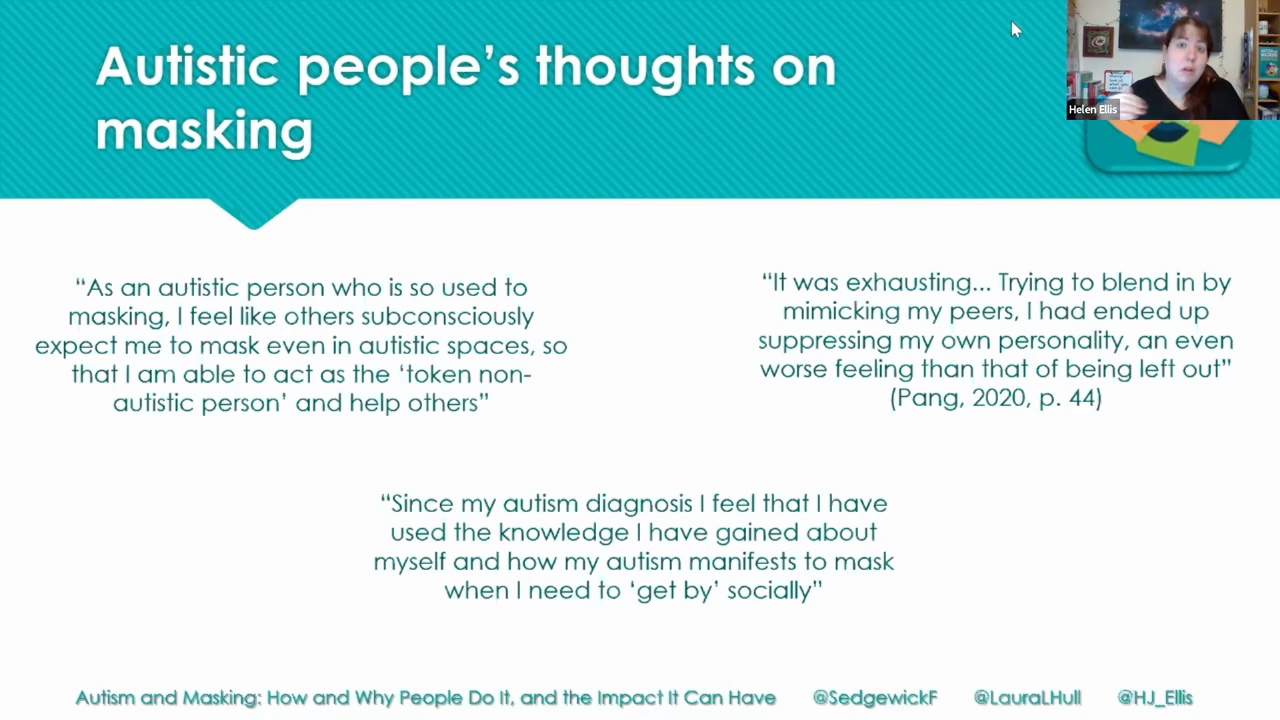 Autistic people’s thoughts on
masking
Helen Ellis
“As an autistic person who is so used to
masking, I feel like others subconsciously
expect me to mask even in autistic spaces, so
that I am able to act as the ‘token non-
autistic person’ and help others”
“It was exhausting... Trying to blend in by
mimicking my peers, I had ended up
suppressing my own personality, an even
worse feeling than that of being left out”
(Pang, 2020, p. 44)
“Since my autism diagnosis I feel that I have
used the knowledge I have gained about
myself and how my autism manifests to mask
when I need to ‘get by’ socially”
Autism and Masking: How and Why People Do It, and the Impact It Can Have @SedgewickF @LauraLHull @HJ_Ellis